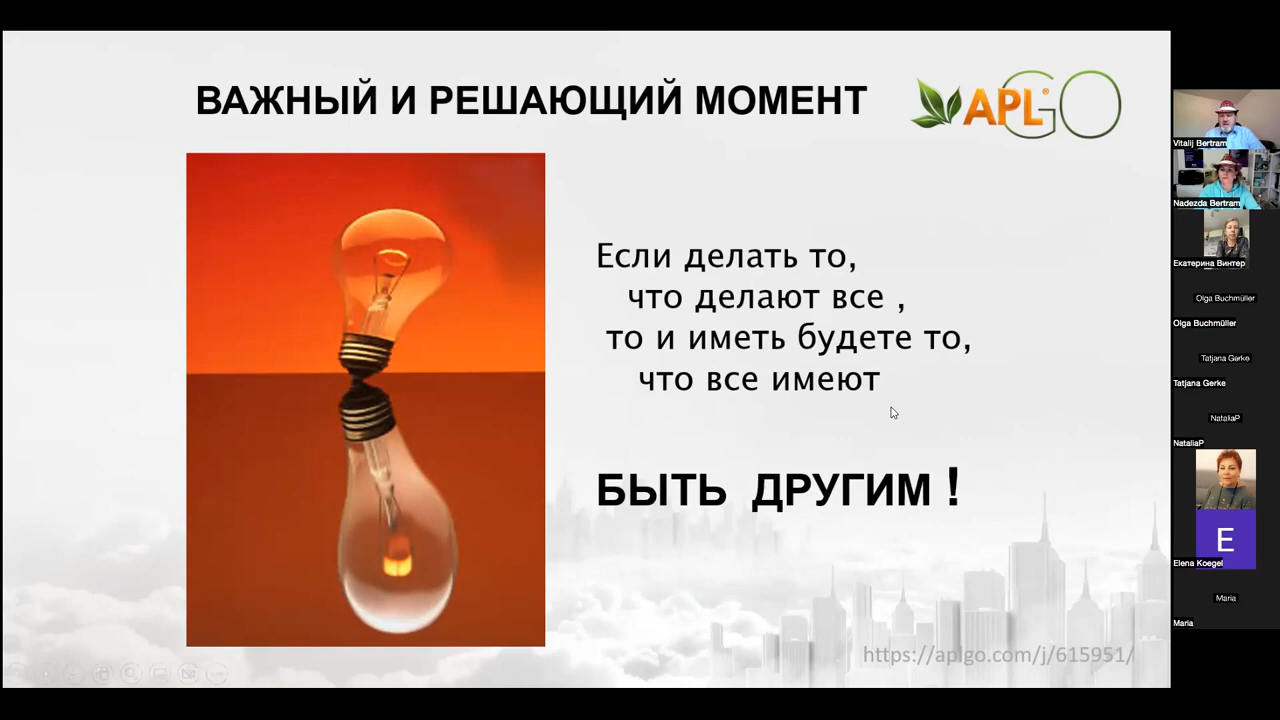 ВАЖНЫЙ И РЕШАЮЩИЙ МОМЕНТ
APL®GO
Если делать то,
что делают все ,
то и иметь будете то,
что все имеют
БЫТЬ ДРУГИМ !
https://aplgo.com/j/615951/
Vitalij Bertram
Nadezda Bertram
Екатерина Винтер
Olga Buchmüller
Olga Buchmüller
Tatjana Gerke
Tatjana Gerke
NataliaP
NataliaP
E
Elena Koegel
Maria
Maria